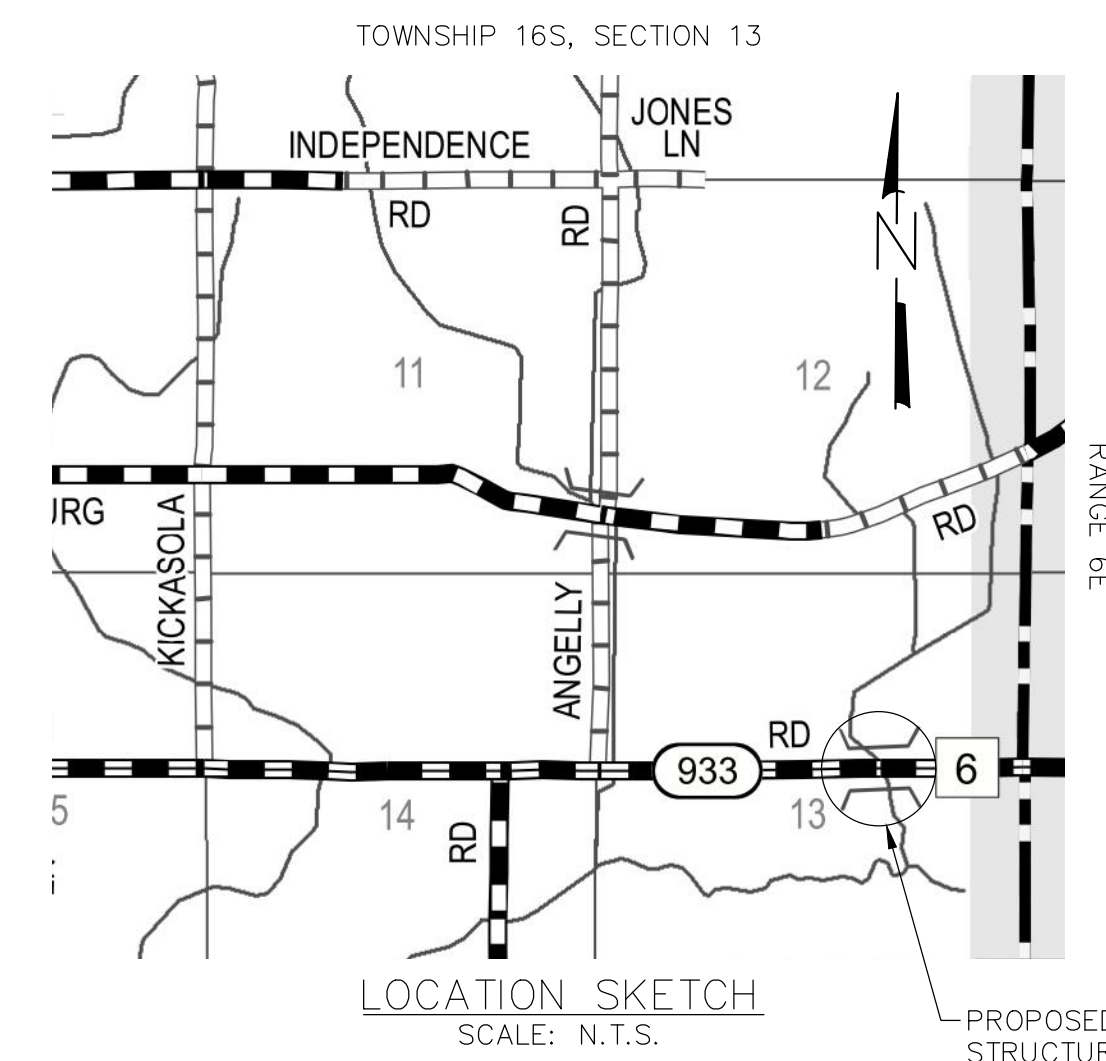 TOWNSHIP 16S, SECTION 13
JONES
LN
INDEPENDENCE
RD
RD
N
11
12
RANGE 6E
URG
RD
KICKASOLA
ANGELLY
RD
933
6
5
14
13
RD
LOCATION SKETCH
SCALE: N.T.S.
PROPOSED
STRUCTUR